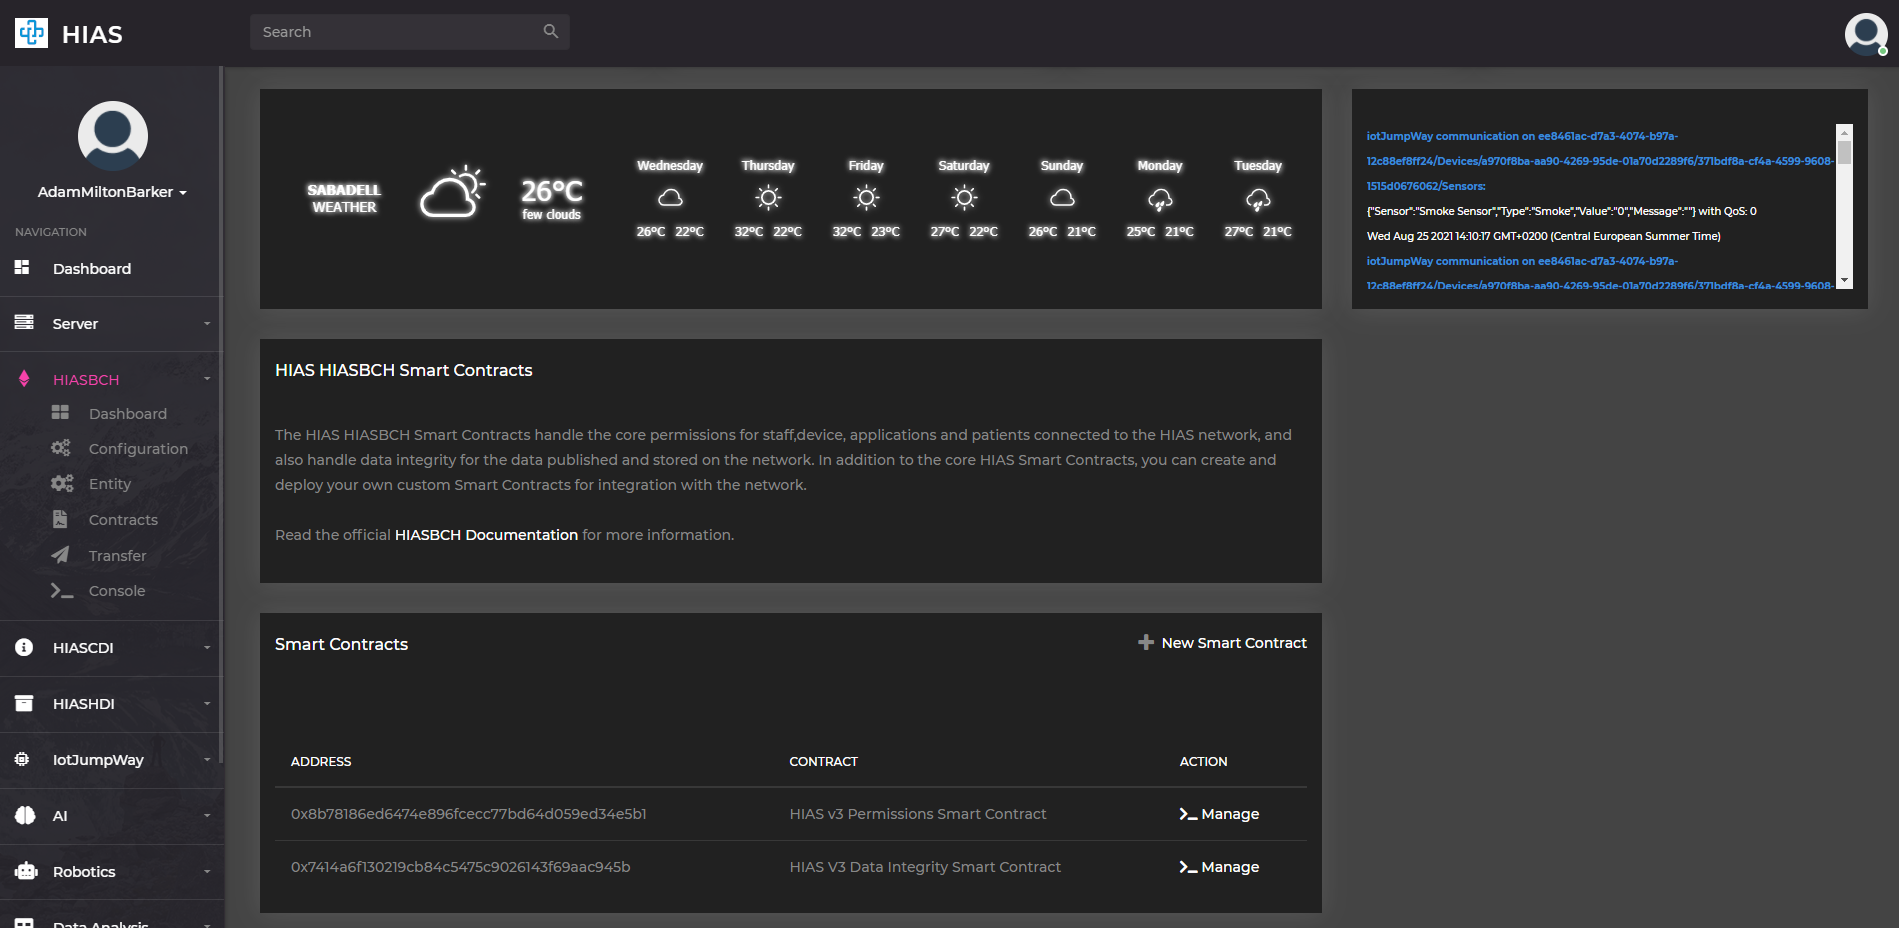 HIAS
Search
AdamMiltonBarker
NAVIGATION
Dashboard
Server
HIASBCH
Dashboard
Configuration
Entity
Contracts
Transfer
Console
HIASCDI
HIASHDI
IotJumpWay
AI
Robotics
Data Analysis
SABADELL
WEATHER
26°C
few clouds
Wednesday
26°C 22°C
Thursday
32°C 22°C
Friday
32°C 23°C
Saturday
27°C 22°C
Sunday
26°C 21°C
Monday
25°C 21°C
Tuesday
27°C 21°C
iotJumpWay communication on ee8461ac-d7a3-4074-b97a-
12c88ef8ff24/Devices/a970f8ba-aa90-4269-95de-01a70d2289f6/371bdf8a-cf4a-4599-9608-
1515d0676062/Sensors:
{"Sensor":"Smoke Sensor","Type":"Smoke","Value":"0","Message":""} with QoS: 0
Wed Aug 25 2021 14:10:17 GMT+0200 (Central European Summer Time)
iotJumpWay communication on ee8461ac-d7a3-4074-b97a-
12c88ef8ff24/Devices/a970f8ba-aa90-4269-95de-01a70d2289f6/371bdf8a-cf4a-4599-9608-
HIAS HIASBCH Smart Contracts
The HIAS HIASBCH Smart Contracts handle the core permissions for staff,device, applications and patients connected to the HIAS network, and
also handle data integrity for the data published and stored on the network. In addition to the core HIAS Smart Contracts, you can create and
deploy your own custom Smart Contracts for integration with the network.
Read the official HIASBCH Documentation for more information.
Smart Contracts
New Smart Contract
ADDRESS CONTRACT ACTION
0x8b78186ed6474e896fcecc77bd64d059ed34e5b1 HIAS v3 Permissions Smart Contract Manage
0x7414a6f130219cb84c5475c9026143f69aac945b HIAS V3 Data Integrity Smart Contract Manage